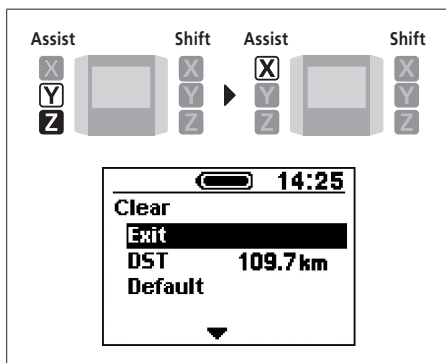 Assist Shift Assist Shift
X X X X
Y Y Y Y
Z Z Z Z
14:25
Clear
Exit
DST 109.7 km
Default